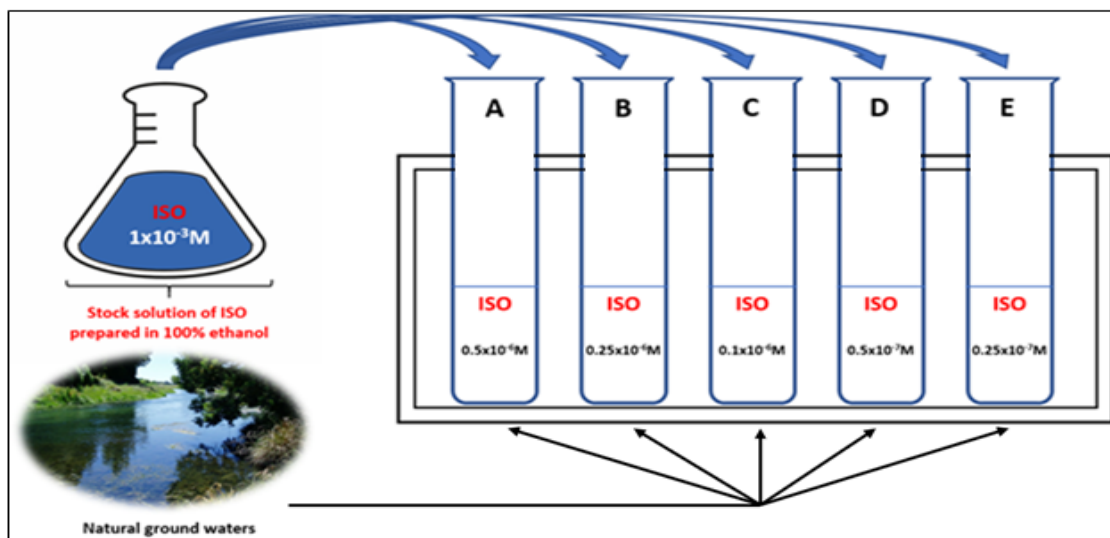 A B C D E
ISO
1x10⁻³M
Stock solution of ISO
prepared in 100% ethanol
ISO ISO ISO ISO ISO
0.5x10⁻⁶M 0.25x10⁻⁶M 0.1x10⁻⁶M 0.5x10⁻⁷M 0.25x10⁻⁷M
Natural ground waters